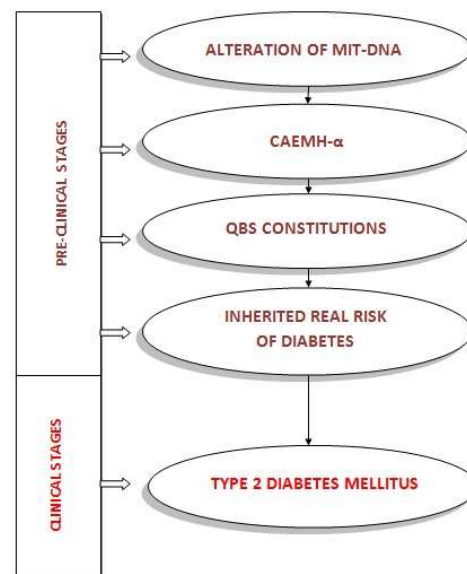 PRE-CLINICAL STAGES
ALTERATION OF MIT-DNA
CAEMH-α
QBS CONSTITUTIONS
INHERITED REAL RISK
OF DIABETES
CLINICAL STAGES
TYPE 2 DIABETES MELLITUS